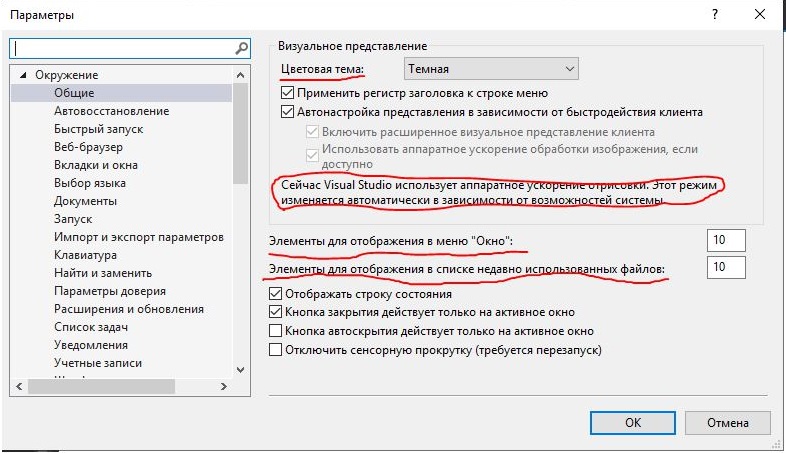 Параметры
?
Окружение
Общие
Автовосстановление
Быстрый запуск
Веб-браузер
Вкладки и окна
Выбор языка
Документы
Запуск
Импорт и экспорт параметров
Клавиатура
Найти и заменить
Параметры доверия
Расширения и обновления
Список задач
Уведомления
Учетные записи
Визуальное представление
Цветовая тема: Темная
Применить регистр заголовка к строке меню
Автонастройка представления в зависимости от быстродействия клиента
Включить расширенное визуальное представление клиента
Использовать аппаратное ускорение обработки изображения, если
доступно
Сейчас Visual Studio использует аппаратное ускорение отрисовки. Этот режим
изменяется автоматически в зависимости от возможностей системы.
Элементы для отображения в меню "Окно": 10
Элементы для отображения в списке недавно использованных файлов: 10
Отображать строку состояния
Кнопка закрытия действует только на активное окно
Кнопка автоскрытия действует только на активное окно
Отключить сенсорную прокрутку (требуется перезапуск)
ОК Отмена